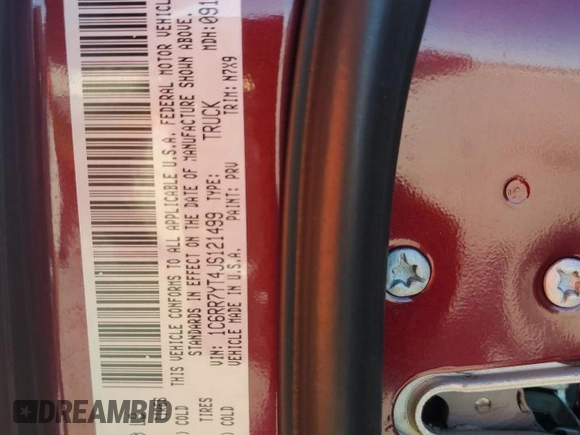 THIS VEHICLE CONFORMS TO ALL APPLICABLE U.S.A. FEDERAL MOTOR VEHICL
STANDARDS IN EFFECT ON THE DATE OF MANUFACTURE SHOWN ABOVE.
VIN: 1C6RR7YT4JS121499 TYPE: TRUCK MDH:091
VEHICLE MADE IN U.S.A. PAINT: PRV TRIM: N7X9
COLD
TIRES
COLD
DREAMBID